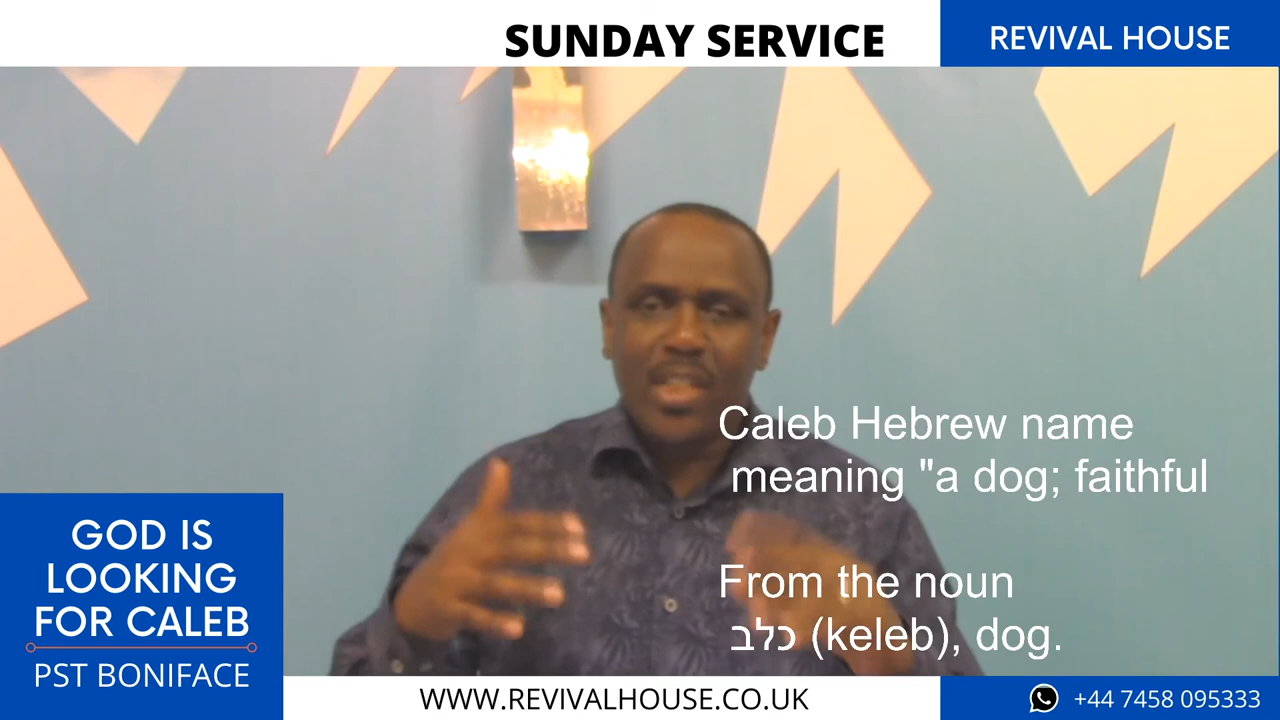 SUNDAY SERVICE
REVIVAL HOUSE
Caleb Hebrew name
meaning "a dog; faithful
From the noun
כלב (keleb), dog.
GOD IS
LOOKING
FOR CALEB
PST BONIFACE
WWW.REVIVALHOUSE.CO.UK
+44 7458 095333